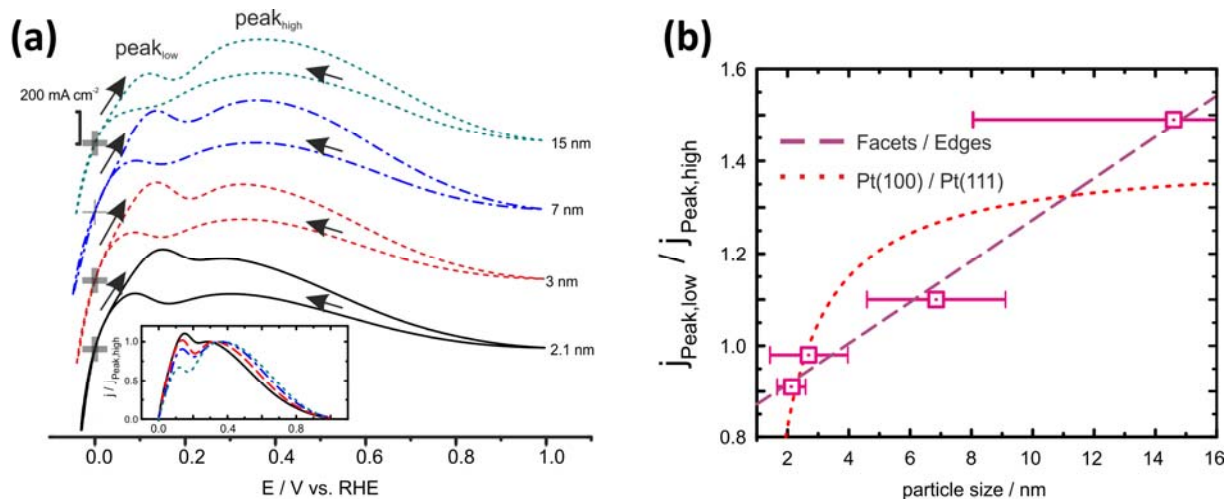 (a)
peak_high
peak_low
200 mA cm⁻²
15 nm
7 nm
3 nm
2.1 nm
j / j_Peak,high
1.0
0.5
0.0
0.0 0.4 0.8
0.0 0.2 0.4 0.6 0.8 1.0
E / V vs. RHE
(b)
j_Peak,low / j_Peak,high
1.6
1.4
1.2
1.0
0.8
Facets / Edges
Pt(100) / Pt(111)
2 4 6 8 10 12 14 16
particle size / nm